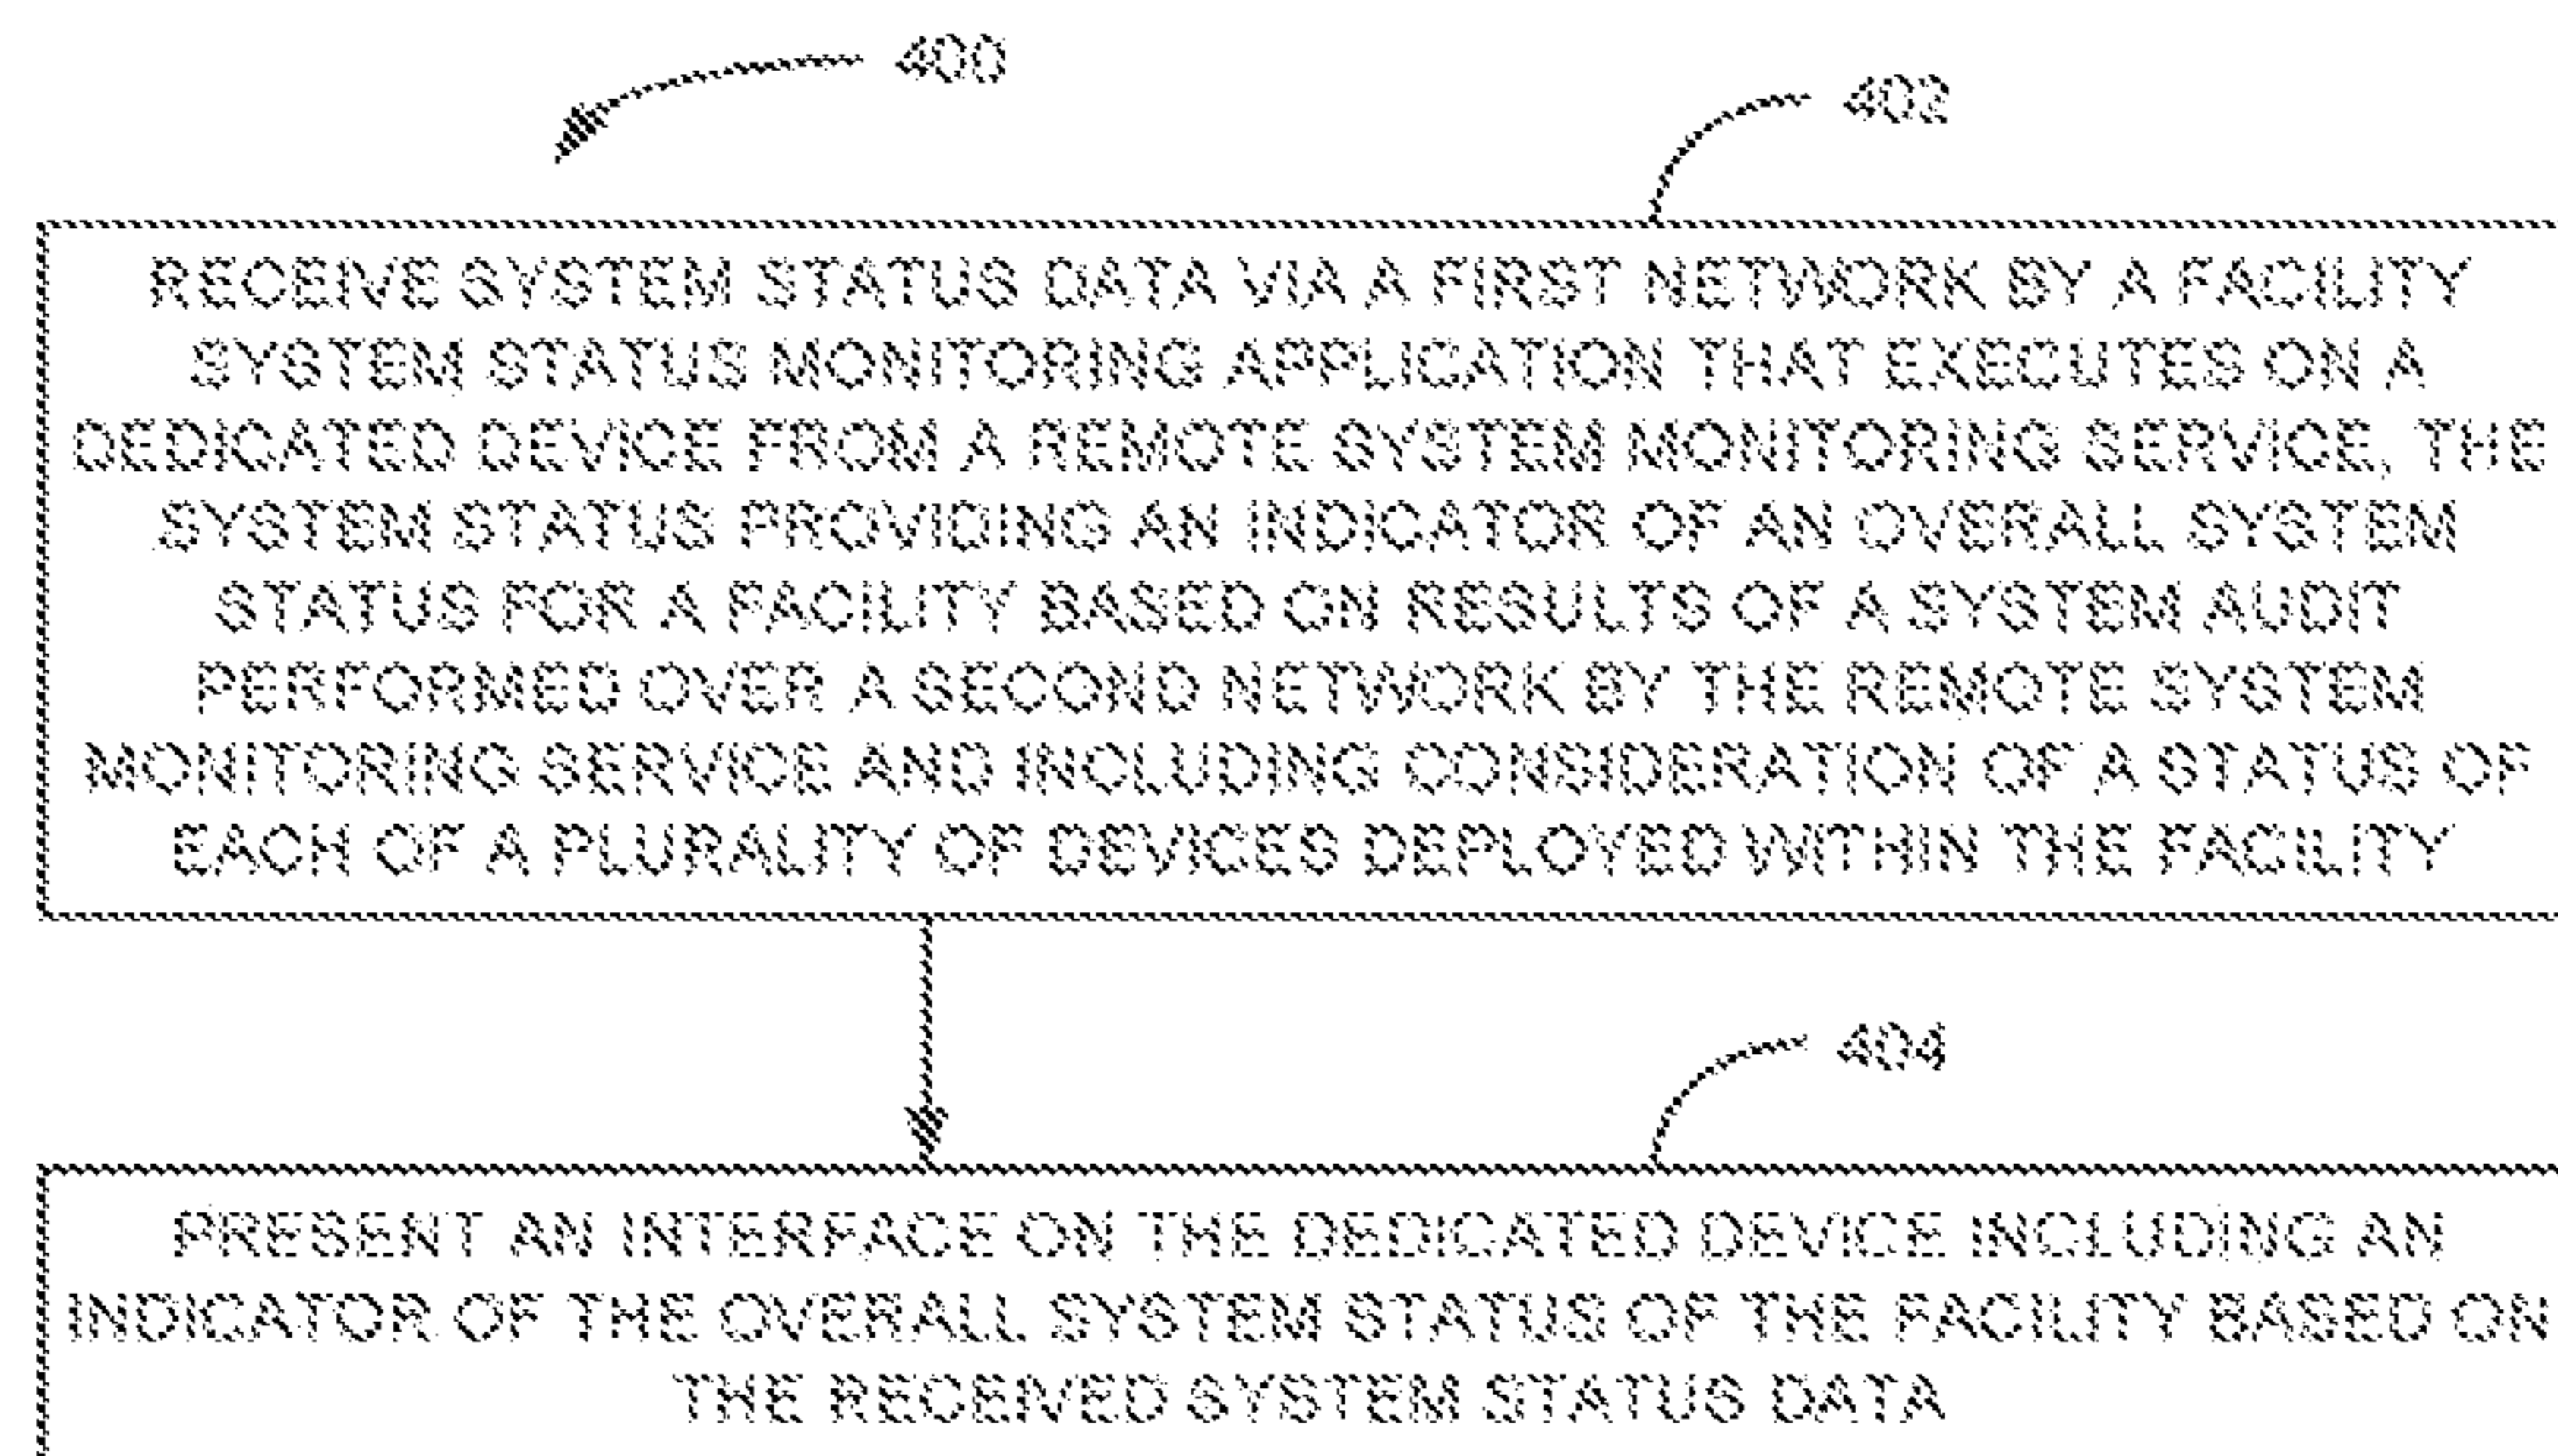 400
402
RECEIVE SYSTEM STATUS DATA VIA A FIRST NETWORK BY A FACILITY
SYSTEM STATUS MONITORING APPLICATION THAT EXECUTES ON A
DEDICATED DEVICE FROM A REMOTE SYSTEM MONITORING SERVICE, THE
SYSTEM STATUS PROVIDING AN INDICATOR OF AN OVERALL SYSTEM
STATUS FOR A FACILITY BASED ON RESULTS OF A SYSTEM AUDIT
PERFORMED OVER A SECOND NETWORK BY THE REMOTE SYSTEM
MONITORING SERVICE AND INCLUDING CONSIDERATION OF A STATUS OF
EACH OF A PLURALITY OF DEVICES DEPLOYED WITHIN THE FACILITY
404
PRESENT AN INTERFACE ON THE DEDICATED DEVICE INCLUDING AN
INDICATOR OF THE OVERALL SYSTEM STATUS OF THE FACILITY BASED ON
THE RECEIVED SYSTEM STATUS DATA